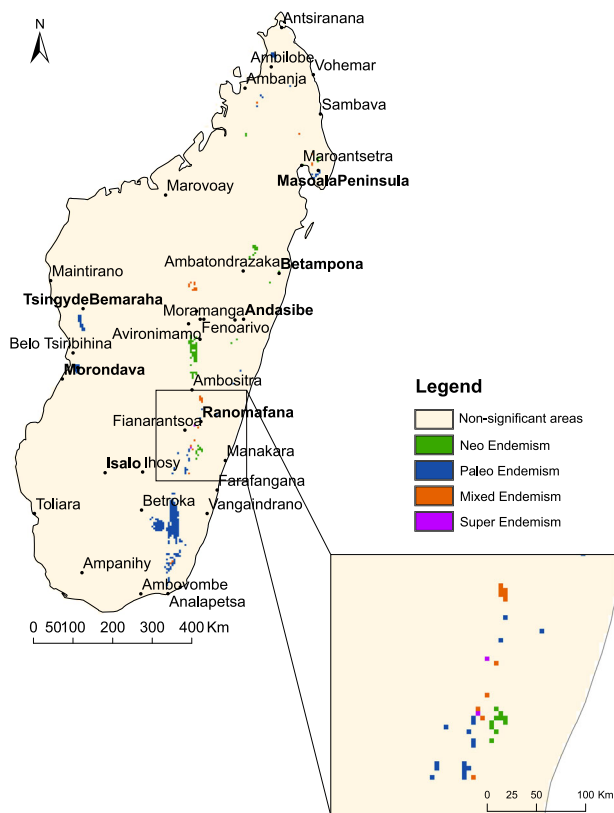 N
Antsiranana
Ambilobe
Vohemar
Ambanja
Sambava
Maroantsetra
MasoalaPeninsula
Marovoay
Ambatondrazaka
Betampona
Maintirano
TsingydeBemaraha
Moramanga
Andasibe
Avironimamo
Fenoarivo
Belo Tsiribihina
Morondava
Ambositra
Ranomafana
Fianarantsoa
Manakara
Isalo
Ihosy
Farafangana
Betroka
Vangaindrano
Toliara
Ampanihy
Ambovombe
Analapetsa
0 50100 200 300 400 Km
Legend
Non-significant areas
Neo Endemism
Paleo Endemism
Mixed Endemism
Super Endemism
0 25 50 100 Km